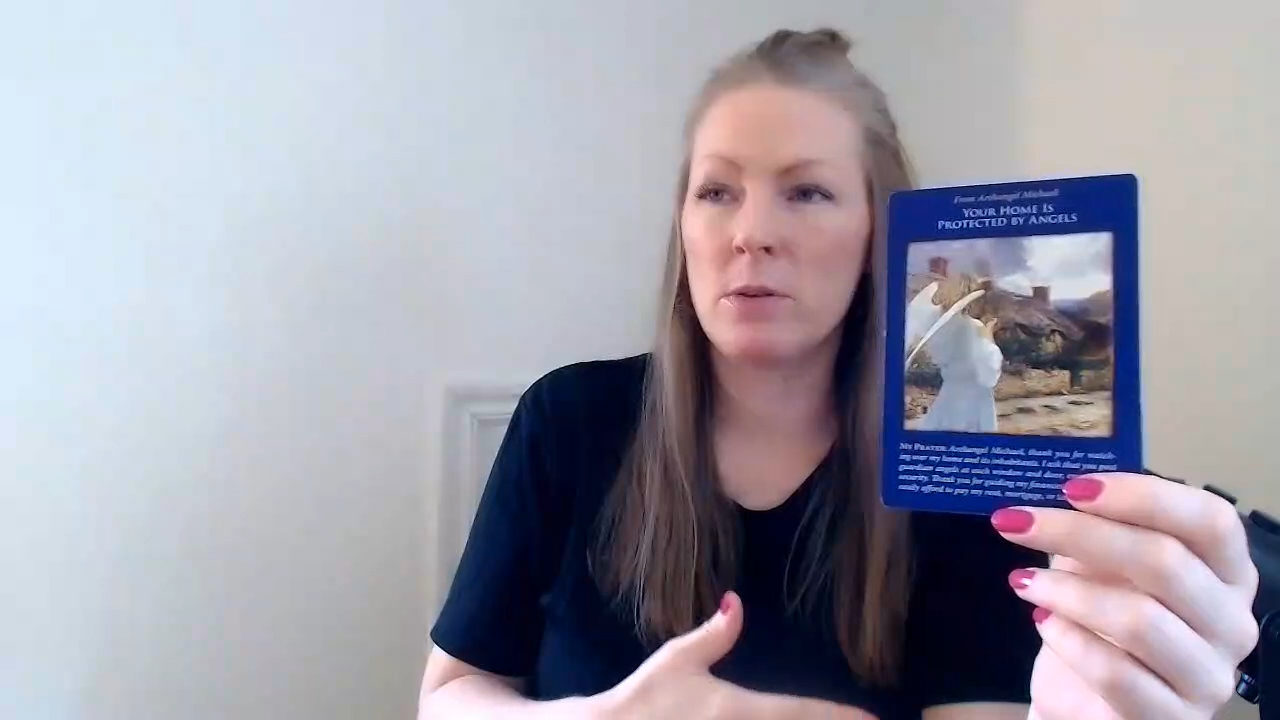 From Archangel Michael
YOUR HOME IS
PROTECTED BY ANGELS
MY PRAYER: Archangel Michael, thank you for watch-
ing over my home and its inhabitants. I ask that you post
guardian angels at each window and door,
security. Thank you for guiding my finances
easily afford to pay my rent, mortgage, or